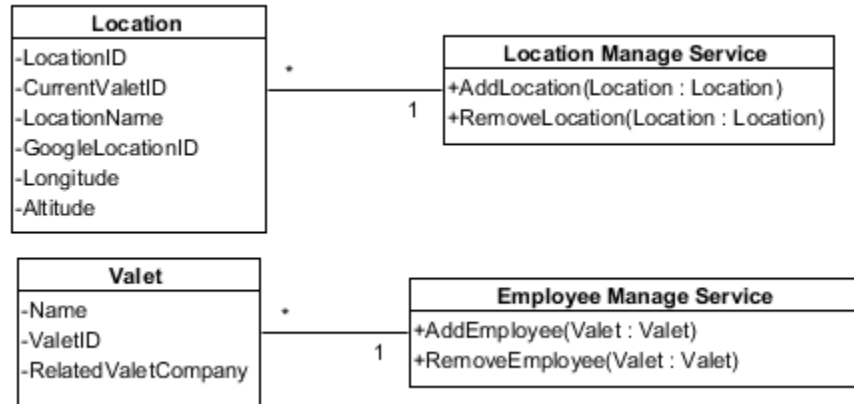 Location
-LocationID
-CurrentValetID
-LocationName
-GoogleLocationID
-Longitude
-Altitude
*
1
Location Manage Service
+AddLocation(Location : Location)
+RemoveLocation(Location : Location)
Valet
-Name
-ValetID
-RelatedValetCompany
*
1
Employee Manage Service
+AddEmployee(Valet : Valet)
+RemoveEmployee(Valet : Valet)